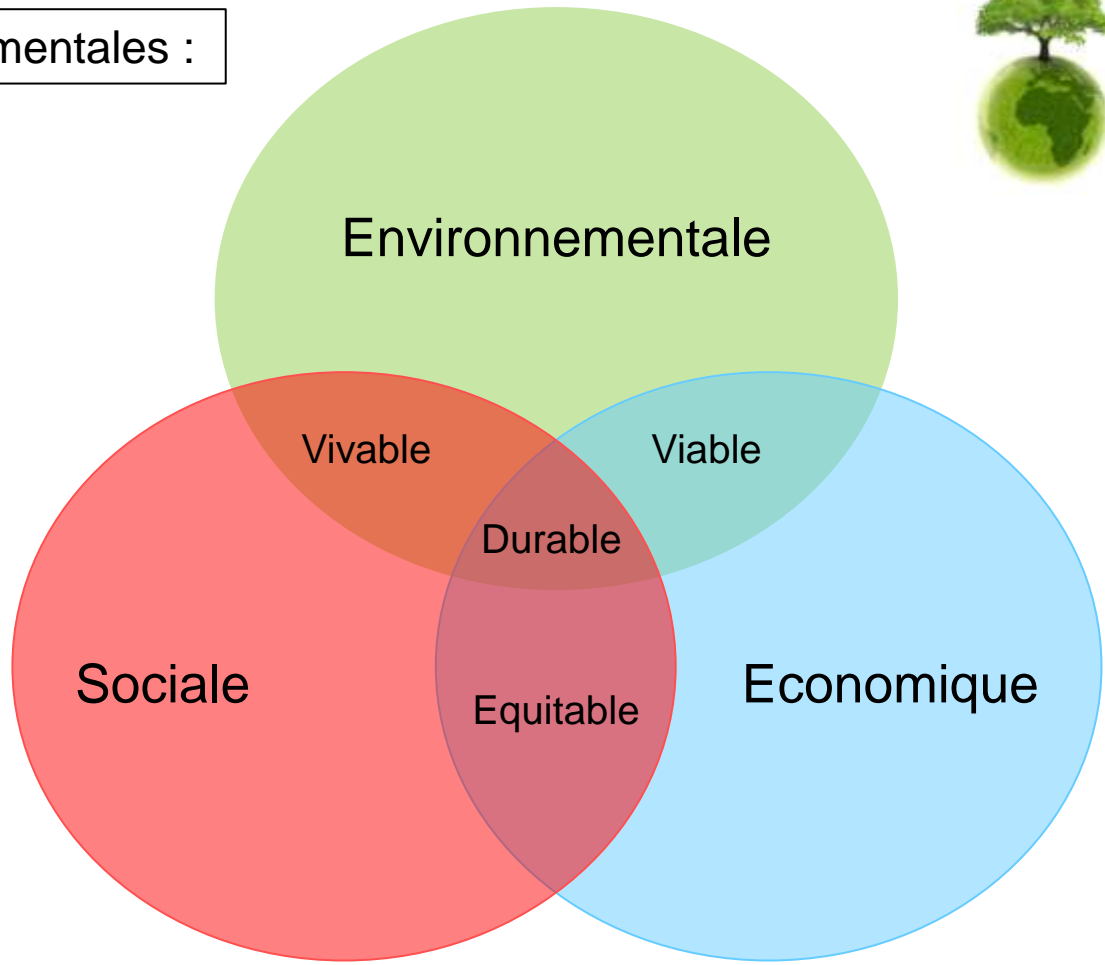 mentales :
Environnementale
Vivable
Viable
Durable
Sociale
Economique
Equitable